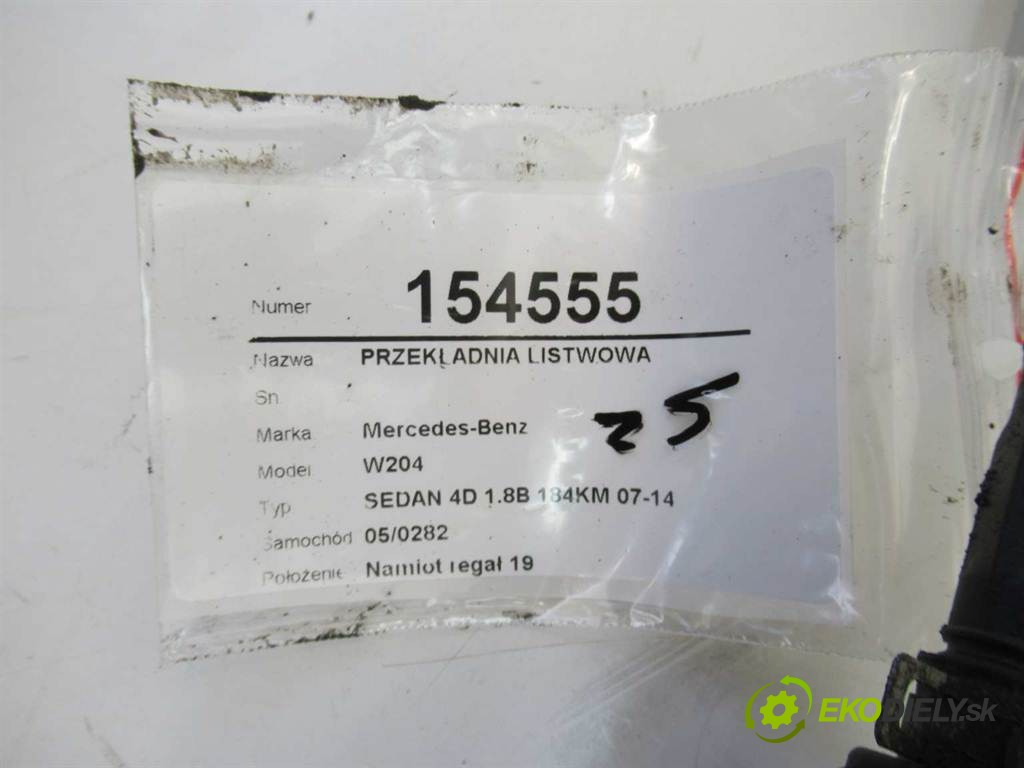 Numer 154555
Nazwa PRZEKŁADNIA LISTWOWA
Sn
Marka Mercedes-Benz
25
Model W204
Typ SEDAN 4D 1.8B 184KM 07-14
Samochód 05/0282
Położenie Namiot regał 19
EKODIELY.sk